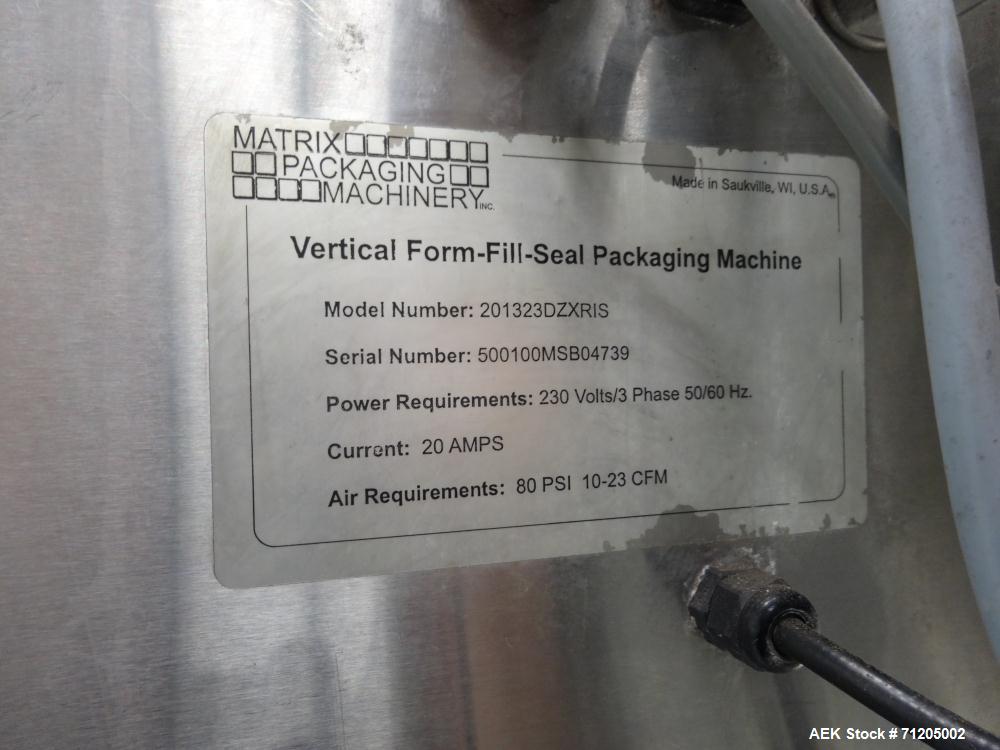 MATRIX
PACKAGING
MACHINERY INC.
Made in Saukville, WI, U.S.A.
Vertical Form-Fill-Seal Packaging Machine
Model Number: 201323DZXRIS
Serial Number: 500100MSB04739
Power Requirements: 230 Volts/3 Phase 50/60 Hz.
Current: 20 AMPS
Air Requirements: 80 PSI 10-23 CFM
AEK Stock # 71205002